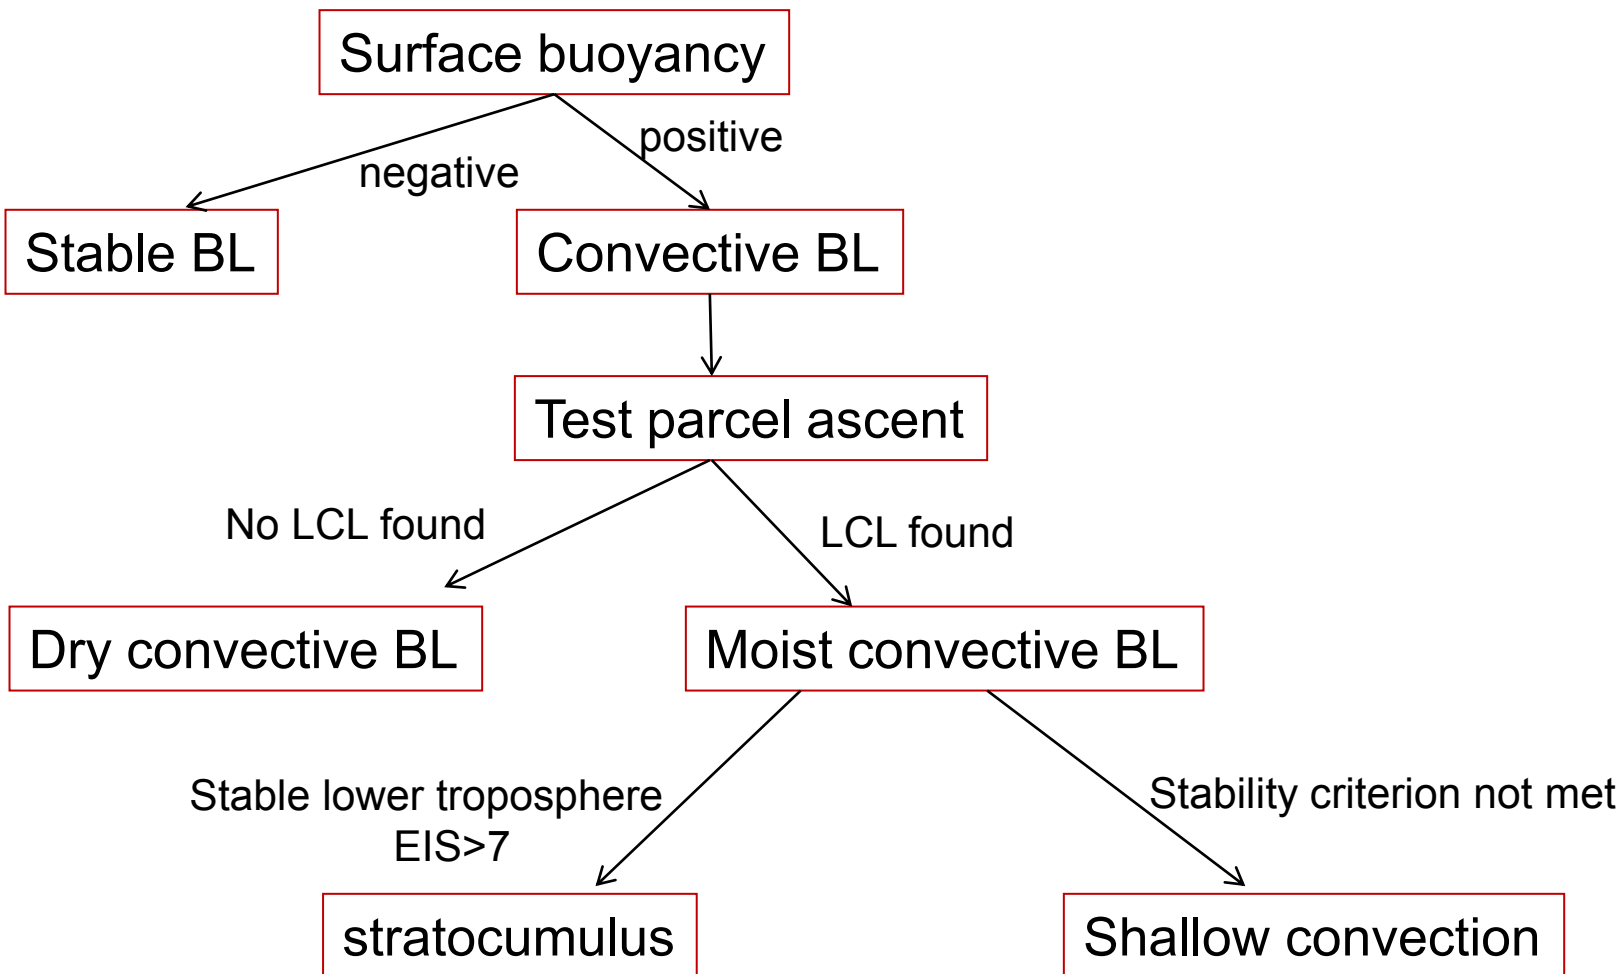 Surface buoyancy
positive
negative
Stable BL
Convective BL
Test parcel ascent
No LCL found
LCL found
Dry convective BL
Moist convective BL
Stable lower troposphere
EIS>7
Stability criterion not met
stratocumulus
Shallow convection